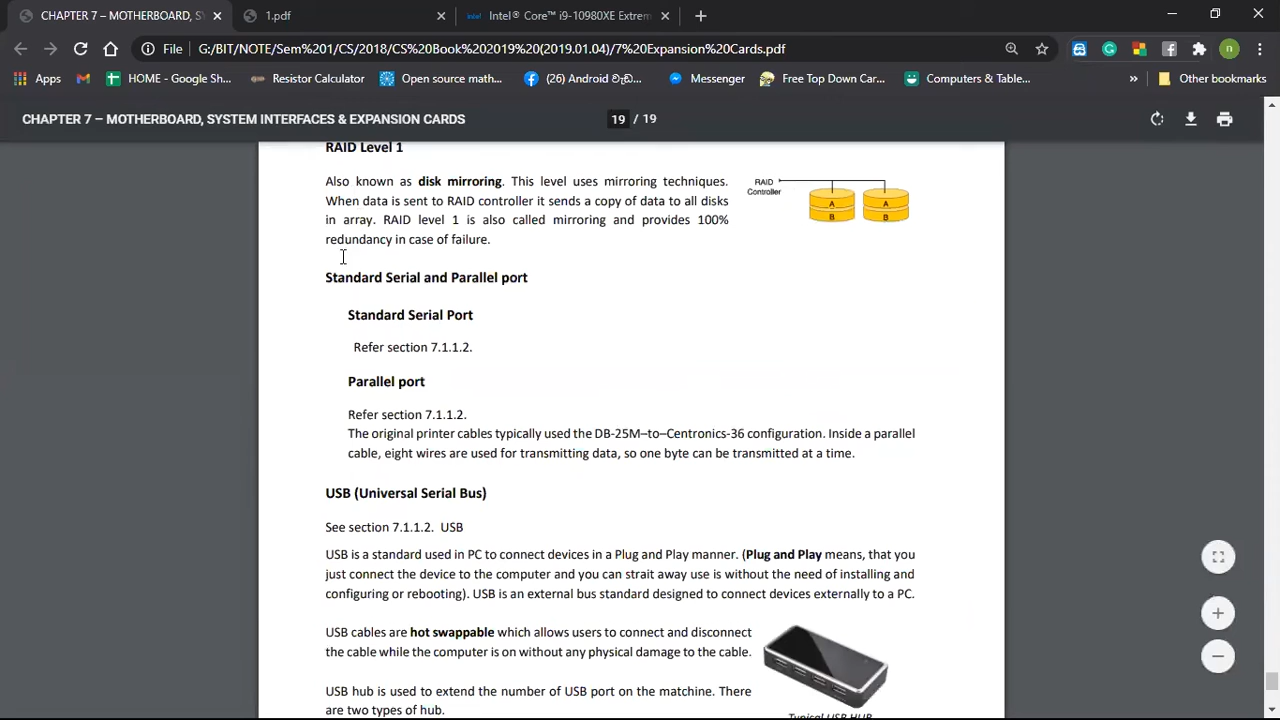 CHAPTER 7 – MOTHERBOARD, S
1.pdf
Intel® Core™ i9-10980XE Extrem
File G:/BIT/NOTE/Sem%201/CS/2018/CS%20Book%202019%20(2019.01.04)/7%20Expansion%20Cards.pdf
Apps HOME - Google Sh... Resistor Calculator Open source math... (26) Android වැඩ... Messenger Free Top Down Car... Computers & Table... » Other bookmarks
CHAPTER 7 – MOTHERBOARD, SYSTEM INTERFACES & EXPANSION CARDS 19 / 19
RAID Level 1
Also known as disk mirroring. This level uses mirroring techniques.
When data is sent to RAID controller it sends a copy of data to all disks
in array. RAID level 1 is also called mirroring and provides 100%
redundancy in case of failure.
RAID
Controller
A A
B B
Standard Serial and Parallel port
Standard Serial Port
Refer section 7.1.1.2.
Parallel port
Refer section 7.1.1.2.
The original printer cables typically used the DB-25M–to–Centronics-36 configuration. Inside a parallel
cable, eight wires are used for transmitting data, so one byte can be transmitted at a time.
USB (Universal Serial Bus)
See section 7.1.1.2. USB
USB is a standard used in PC to connect devices in a Plug and Play manner. (Plug and Play means, that you
just connect the device to the computer and you can strait away use is without the need of installing and
configuring or rebooting). USB is an external bus standard designed to connect devices externally to a PC.
USB cables are hot swappable which allows users to connect and disconnect
the cable while the computer is on without any physical damage to the cable.
USB hub is used to extend the number of USB port on the matchine. There
are two types of hub.
Typical USB HUB